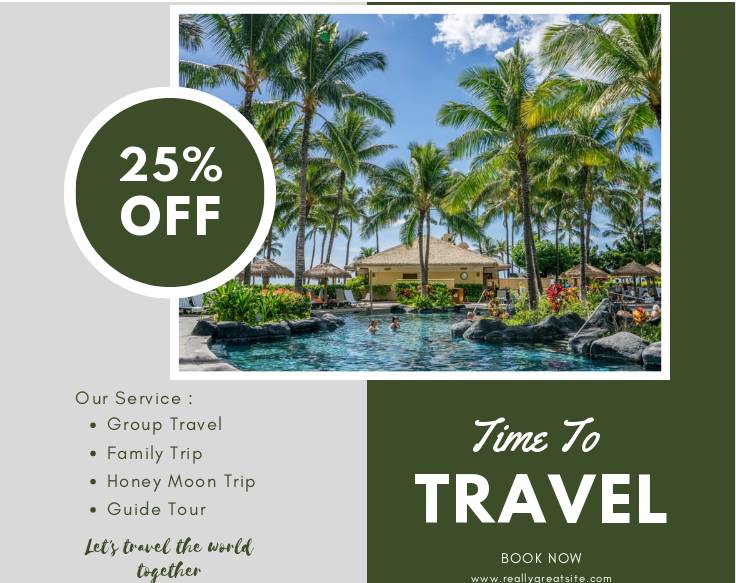 25%
OFF
Our Service :
• Group Travel
• Family Trip
• Honey Moon Trip
• Guide Tour
Let's travel the world
together
Time To
TRAVEL
BOOK NOW
www.reallygreatsite.com